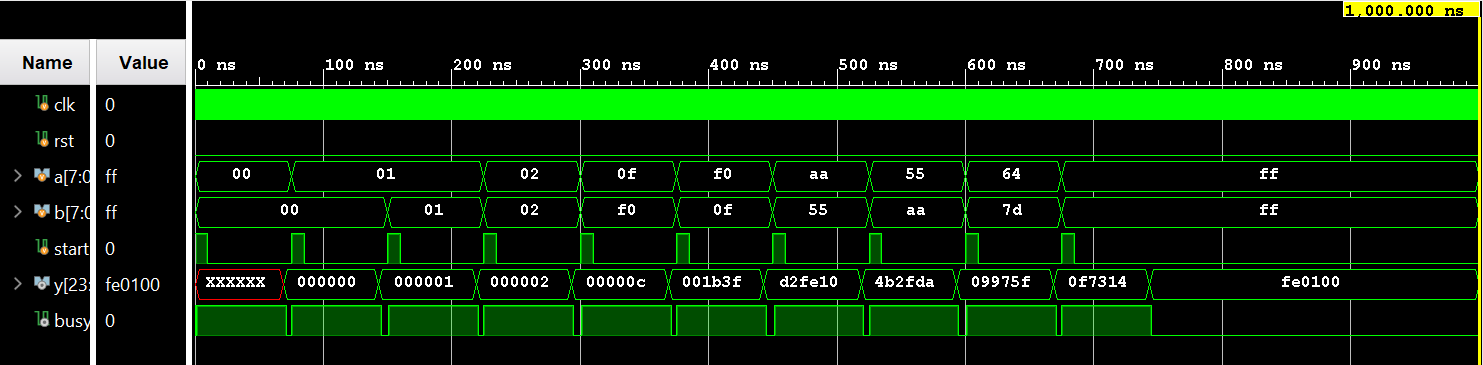 1,000.000 ns
Name Value 0 ns 100 ns 200 ns 300 ns 400 ns 500 ns 600 ns 700 ns 800 ns 900 ns
clk 0
rst 0
a[7:0 ff 00 01 02 0f f0 aa 55 64 ff
b[7:0 ff 00 01 02 f0 0f 55 aa 7d ff
start 0
y[23: fe0100 XXXXXX 000000 000001 000002 00000c 001b3f d2fe10 4b2fda 09975f 0f7314 fe0100
busy 0